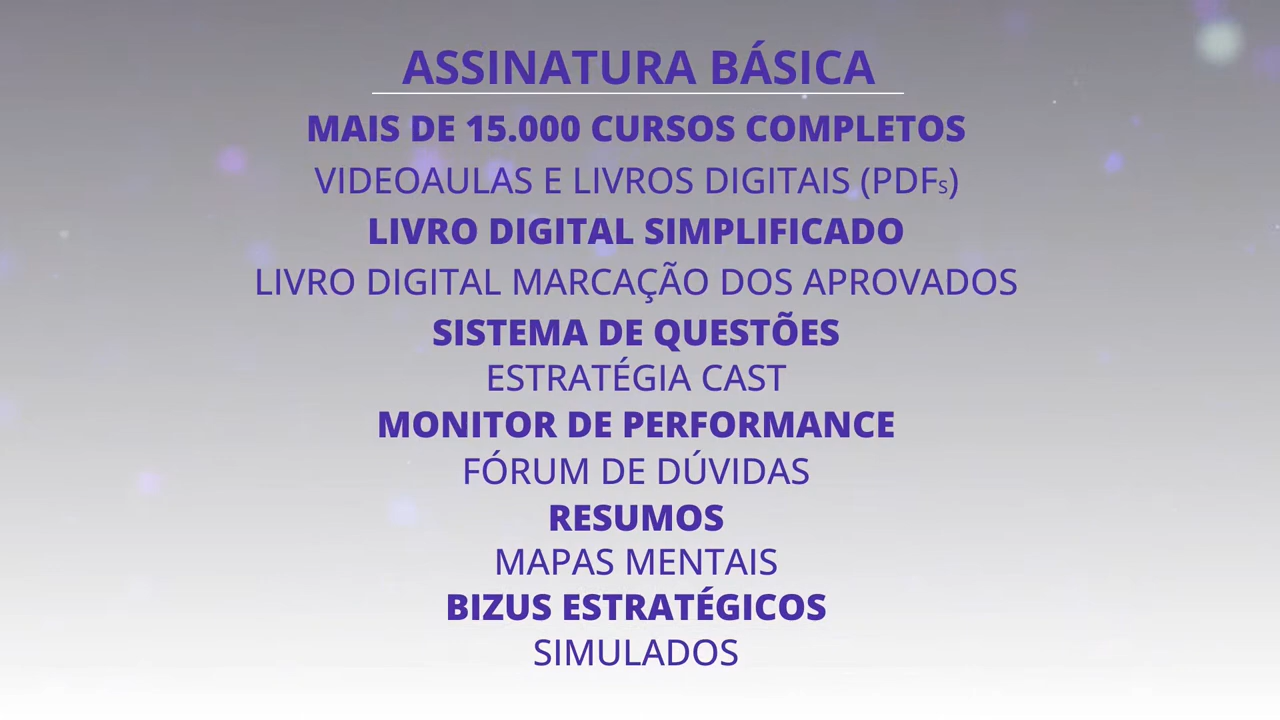 ASSINATURA BÁSICA
MAIS DE 15.000 CURSOS COMPLETOS
VIDEOAULAS E LIVROS DIGITAIS (PDFs)
LIVRO DIGITAL SIMPLIFICADO
LIVRO DIGITAL MARCAÇÃO DOS APROVADOS
SISTEMA DE QUESTÕES
ESTRATÉGIA CAST
MONITOR DE PERFORMANCE
FÓRUM DE DÚVIDAS
RESUMOS
MAPAS MENTAIS
BIZUS ESTRATÉGICOS
SIMULADOS